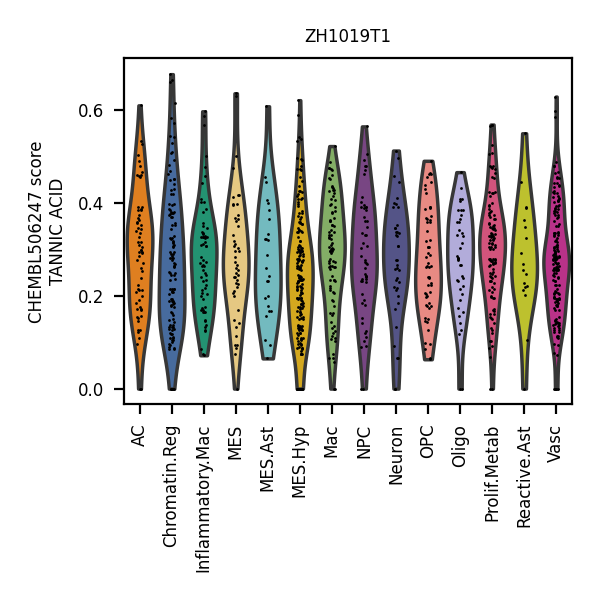 ZH1019T1
CHEMBL506247 score
TANNIC ACID
0.6
0.4
0.2
0.0
AC
Chromatin.Reg
Inflammatory.Mac
MES
MES.Ast
MES.Hyp
Mac
NPC
Neuron
OPC
Oligo
Prolif.Metab
Reactive.Ast
Vasc